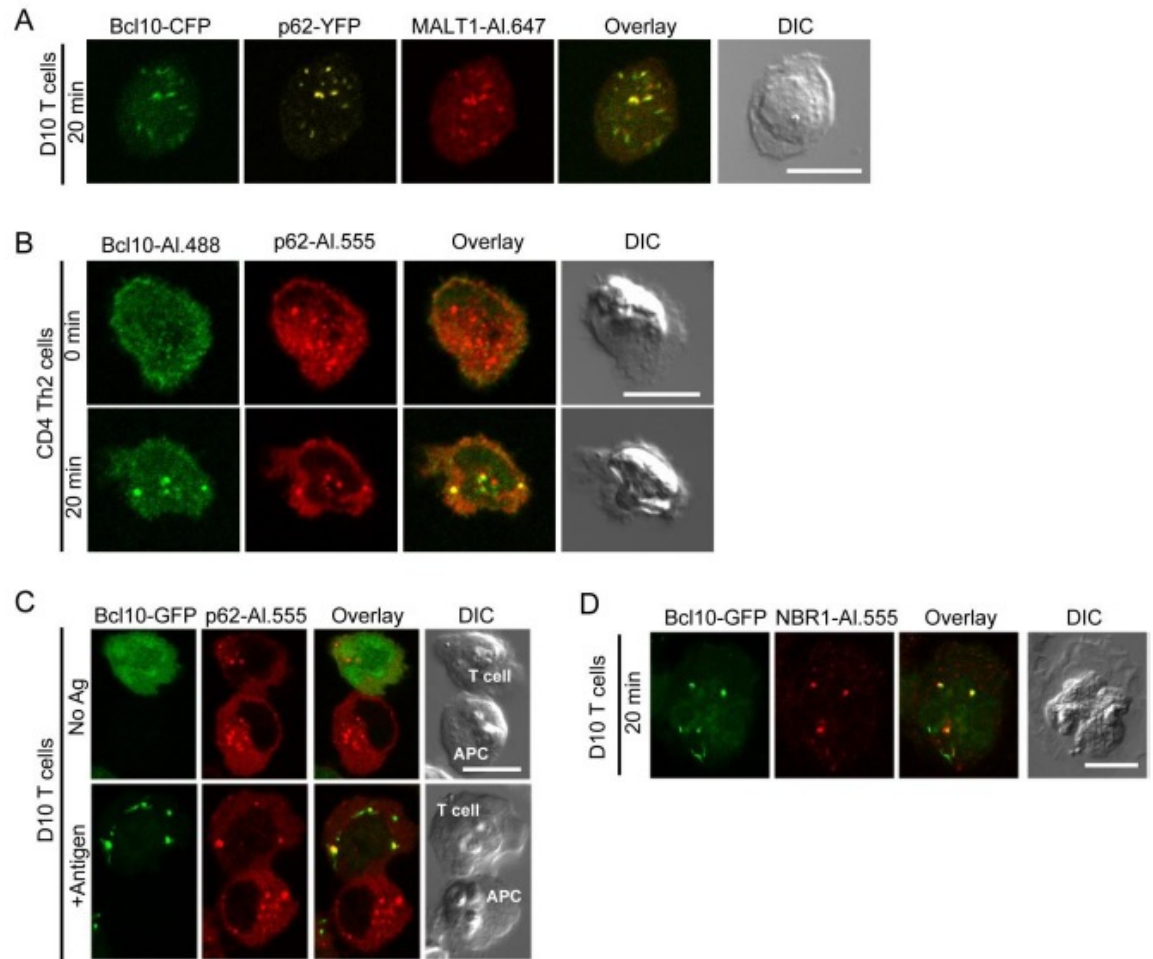 A
Bcl10-CFP p62-YFP MALT1-Al.647 Overlay DIC
D10 T cells
20 min
B
Bcl10-Al.488 p62-Al.555 Overlay DIC
CD4 Th2 cells
0 min
20 min
C
Bcl10-GFP p62-Al.555 Overlay DIC
D10 T cells
No Ag
T cell
APC
+Antigen
T cell
APC
D
Bcl10-GFP NBR1-Al.555 Overlay DIC
D10 T cells
20 min